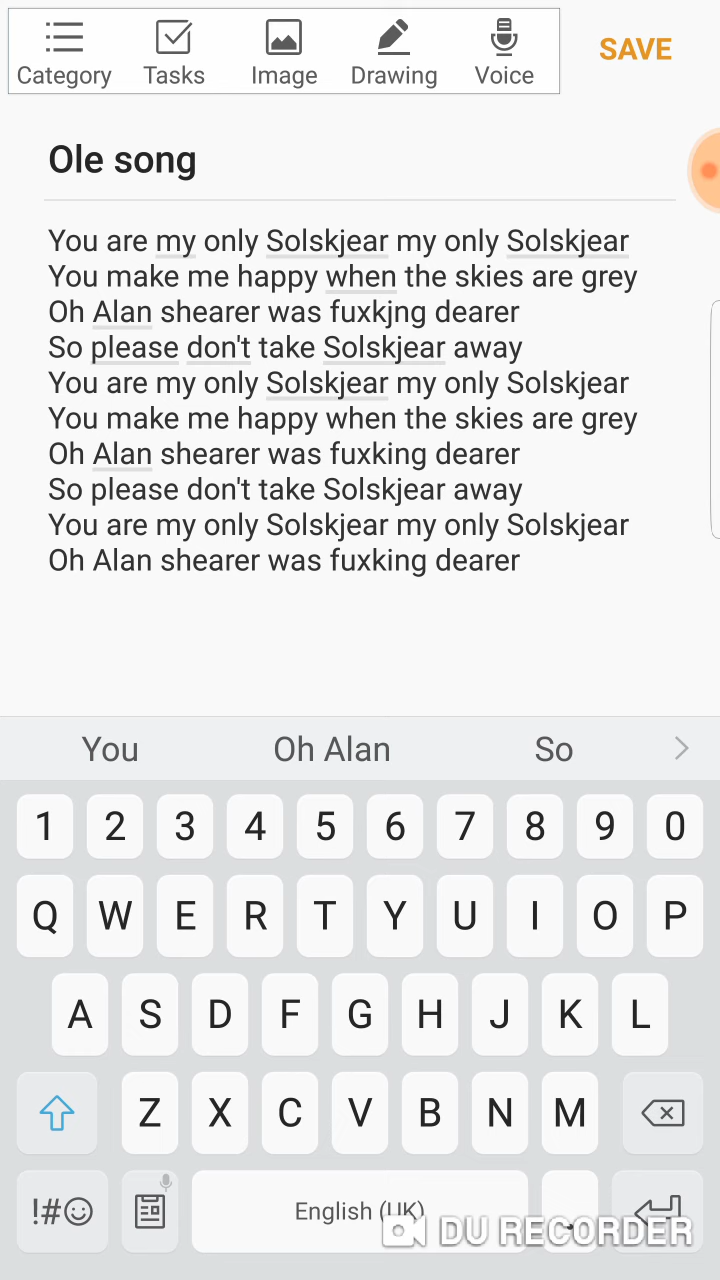 Category Tasks Image Drawing Voice SAVE
Ole song
You are my only Solskjear my only Solskjear
You make me happy when the skies are grey
Oh Alan shearer was fuxkjng dearer
So please don't take Solskjear away
You are my only Solskjear my only Solskjear
You make me happy when the skies are grey
Oh Alan shearer was fuxking dearer
So please don't take Solskjear away
You are my only Solskjear my only Solskjear
Oh Alan shearer was fuxking dearer
You Oh Alan So
1 2 3 4 5 6 7 8 9 0
Q W E R T Y U I O P
A S D F G H J K L
Z X C V B N M
!#☺ English (UK) .
DU RECORDER